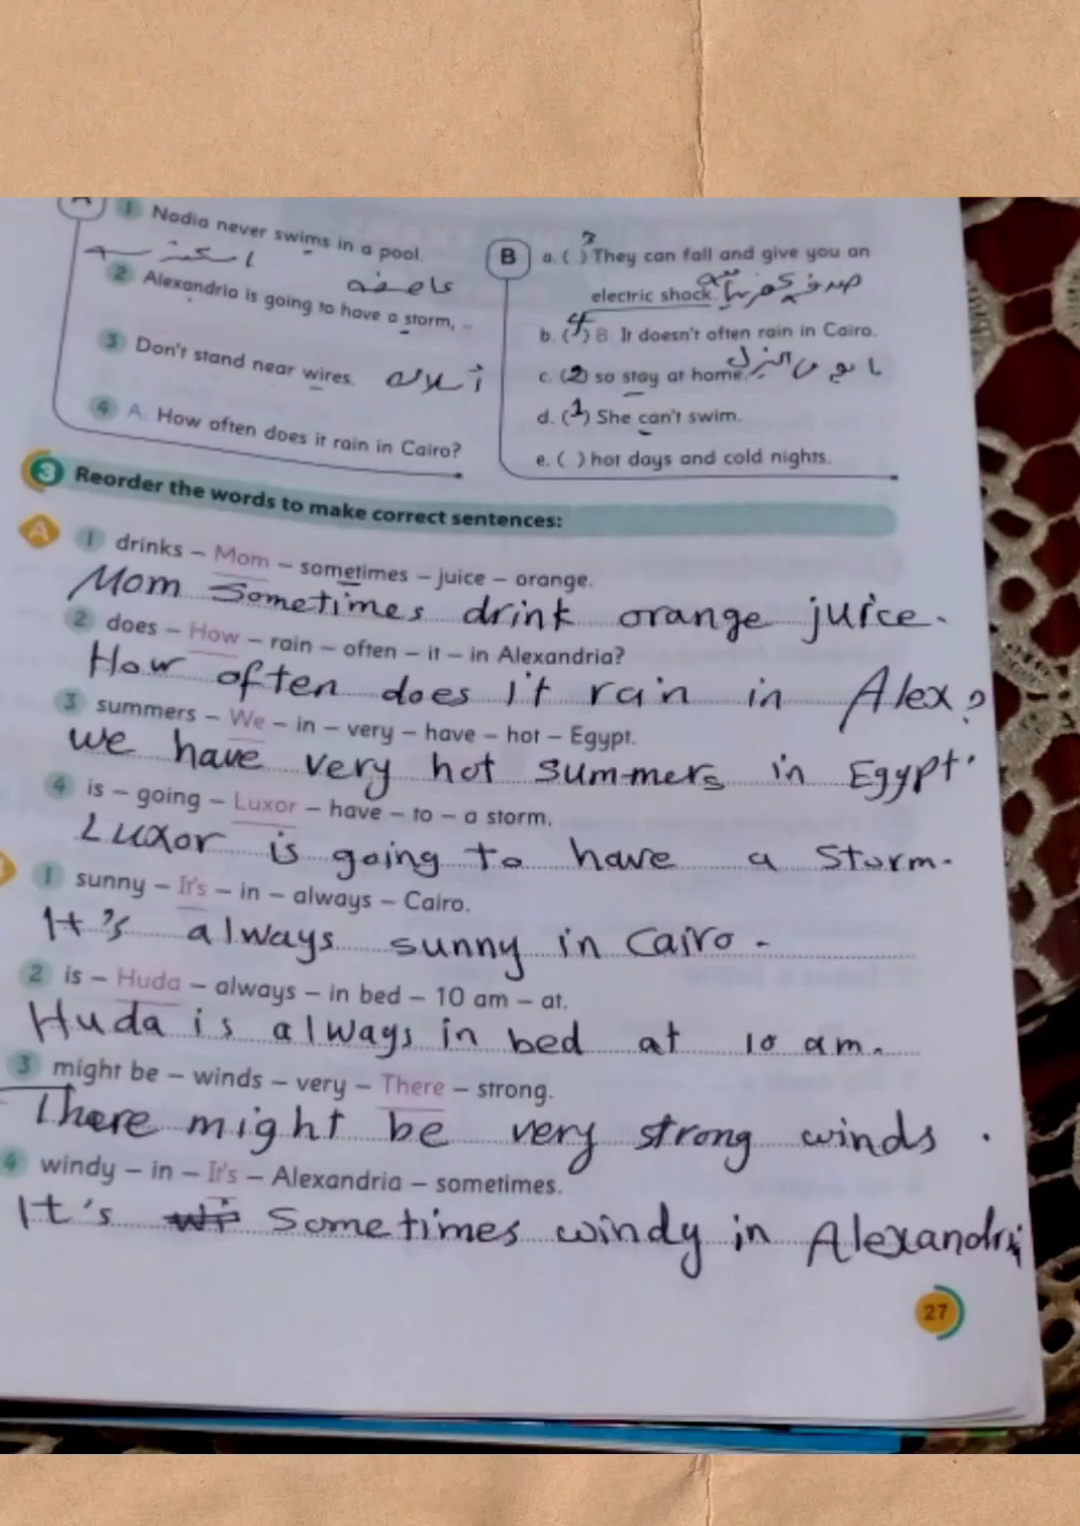 A
1 Nadia never swims in a pool.
2 Alexandria is going to have a storm,
عاصفه
3 Don't stand near wires. أسلاك
4 A. How often does it rain in Cairo?
B
a. (3) They can fall and give you an
electric shock.
b. (4) B. It doesn't often rain in Cairo.
c. (2) so stay at home.
d. (1) She can't swim.
e. ( ) hot days and cold nights.
3 Reorder the words to make correct sentences:
A 1 drinks – Mom – sometimes – juice – orange.
Mom Sometimes drink orange juice.
2 does – How – rain – often – it – in Alexandria?
How often does it rain in Alex?
3 summers – We – in – very – have – hot – Egypt.
we have very hot summers in Egypt.
4 is – going – Luxor – have – to – a storm.
Luxor is going to have a Storm.
1 sunny – It's – in – always – Cairo.
It's always sunny in Cairo.
2 is – Huda – always – in bed – 10 am – at.
Huda is always in bed at 10 am.
3 might be – winds – very – There – strong.
There might be very strong winds.
4 windy – in – It's – Alexandria – sometimes.
It's Sometimes windy in Alexandri
27